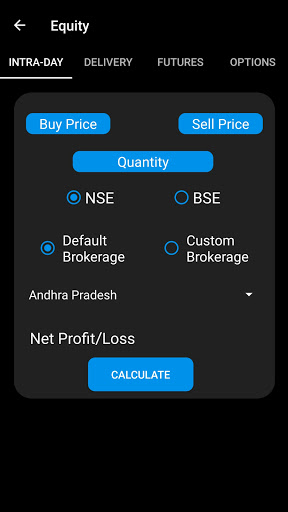 Equity
INTRA-DAY DELIVERY FUTURES OPTIONS
Buy Price Sell Price
Quantity
NSE BSE
Default Custom
Brokerage Brokerage
Andhra Pradesh
Net Profit/Loss
CALCULATE